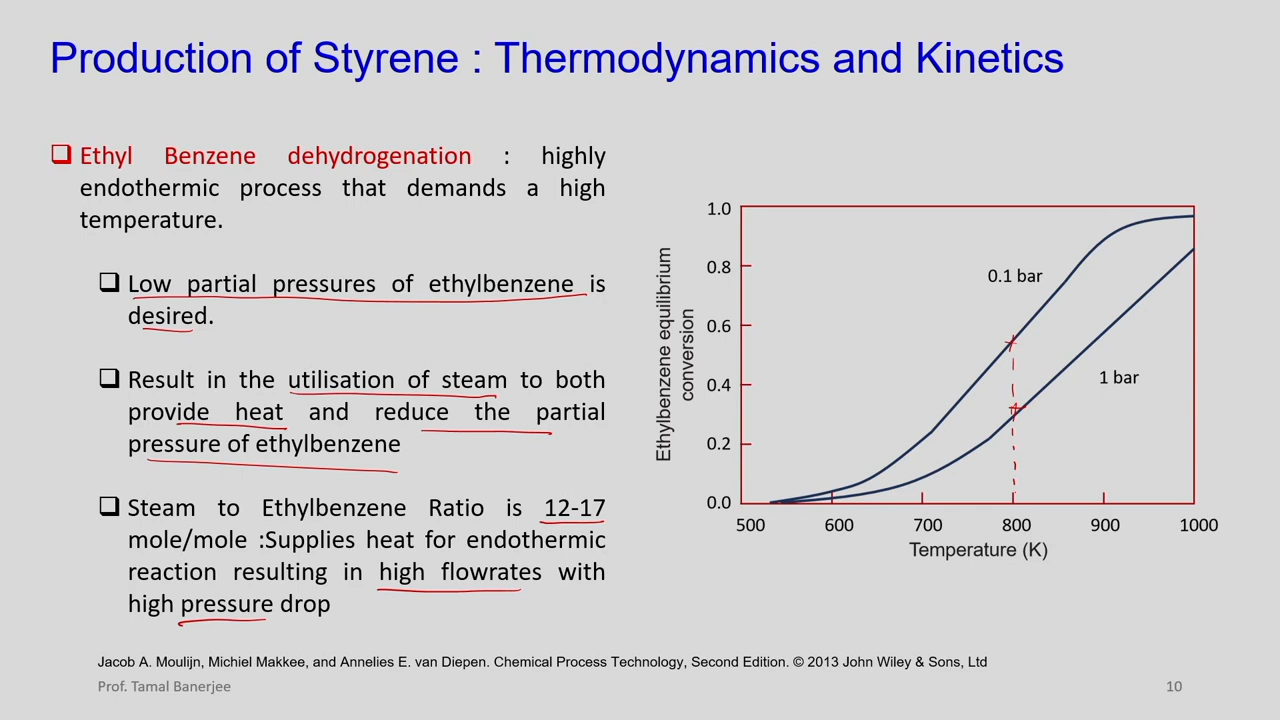 Production of Styrene : Thermodynamics and Kinetics
Ethyl Benzene dehydrogenation : highly
endothermic process that demands a high
temperature.
Low partial pressures of ethylbenzene is
desired.
Result in the utilisation of steam to both
provide heat and reduce the partial
pressure of ethylbenzene
Steam to Ethylbenzene Ratio is 12-17
mole/mole :Supplies heat for endothermic
reaction resulting in high flowrates with
high pressure drop
Ethylbenzene equilibrium
conversion
1.0
0.8
0.6
0.4
0.2
0.0
0.1 bar
1 bar
500 600 700 800 900 1000
Temperature (K)
Jacob A. Moulijn, Michiel Makkee, and Annelies E. van Diepen. Chemical Process Technology, Second Edition. © 2013 John Wiley & Sons, Ltd
Prof. Tamal Banerjee
10